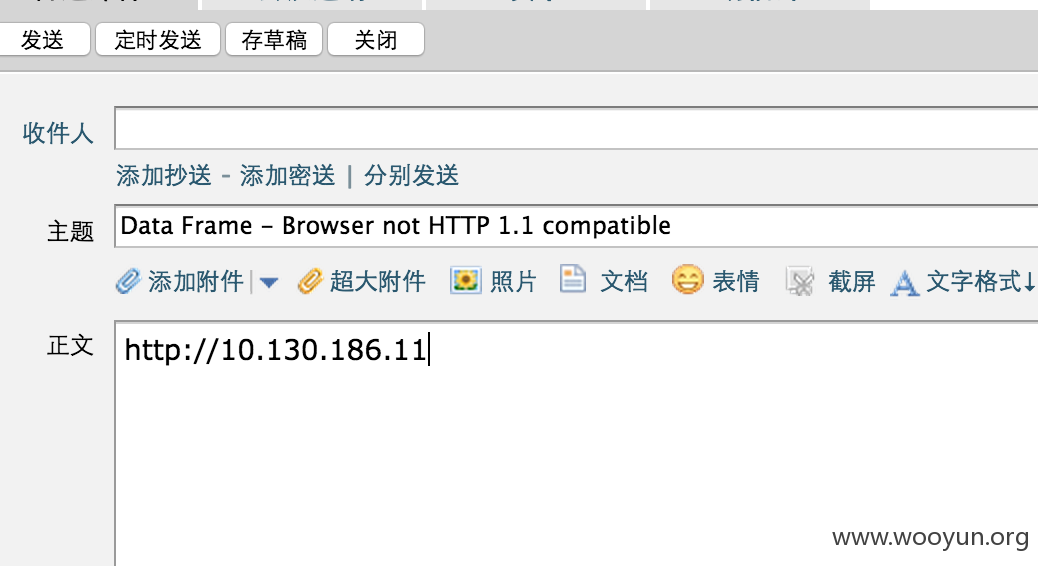 发送 定时发送 存草稿 关闭
收件人
添加抄送 - 添加密送 | 分别发送
主题 Data Frame – Browser not HTTP 1.1 compatible
添加附件 | 超大附件 照片 文档 表情 截屏 文字格式↓
正文 http://10.130.186.11
www.wooyun.org